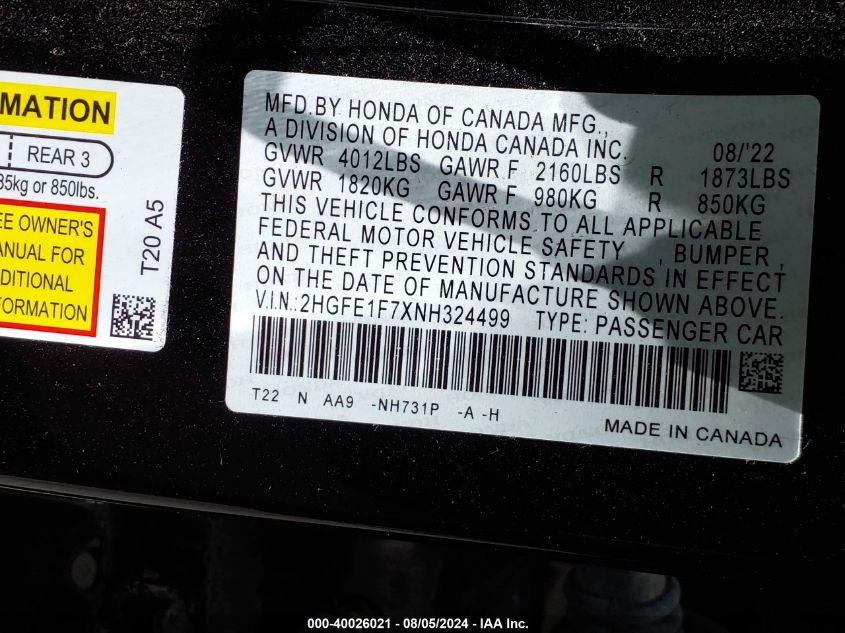 MATION
REAR 3
85kg or 850lbs.
EE OWNER'S
ANUAL FOR
DITIONAL
FORMATION
T20 A5
MFD.BY HONDA OF CANADA MFG.,
A DIVISION OF HONDA CANADA INC. 08/'22
GVWR 4012LBS GAWR F 2160LBS R 1873LBS
GVWR 1820KG GAWR F 980KG R 850KG
THIS VEHICLE CONFORMS TO ALL APPLICABLE
FEDERAL MOTOR VEHICLE SAFETY , BUMPER ,
AND THEFT PREVENTION STANDARDS IN EFFECT
ON THE DATE OF MANUFACTURE SHOWN ABOVE.
V.I.N.:2HGFE1F7XNH324499 TYPE: PASSENGER CAR
T22 N AA9 -NH731P -A -H
MADE IN CANADA
000-40026021 - 08/05/2024 - IAA Inc.